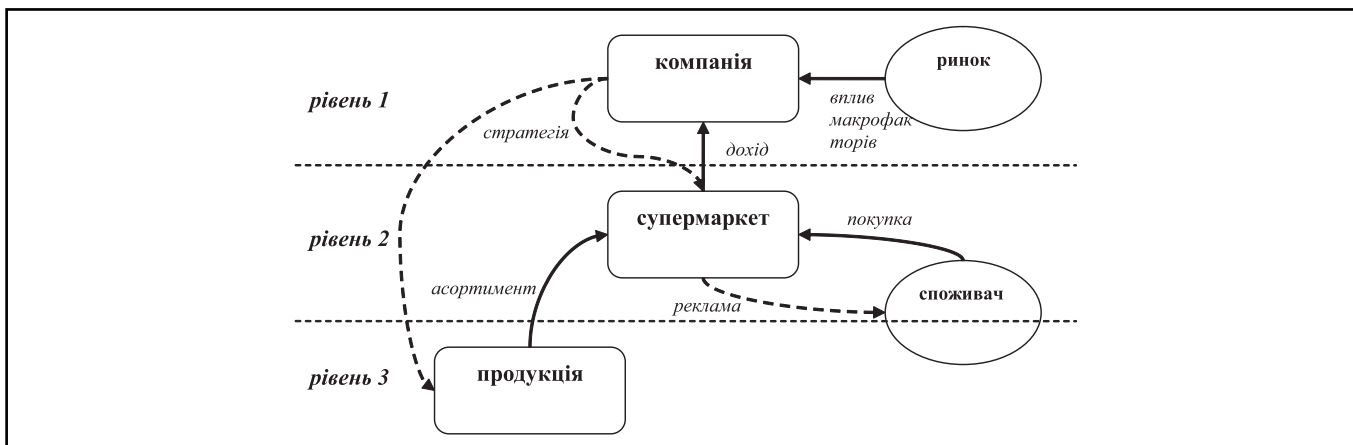 компанія
ринок
рівень 1
стратегія
вплив
макрофак
торів
дохід
супермаркет
покупка
рівень 2
асортимент
реклама
споживач
рівень 3
продукція